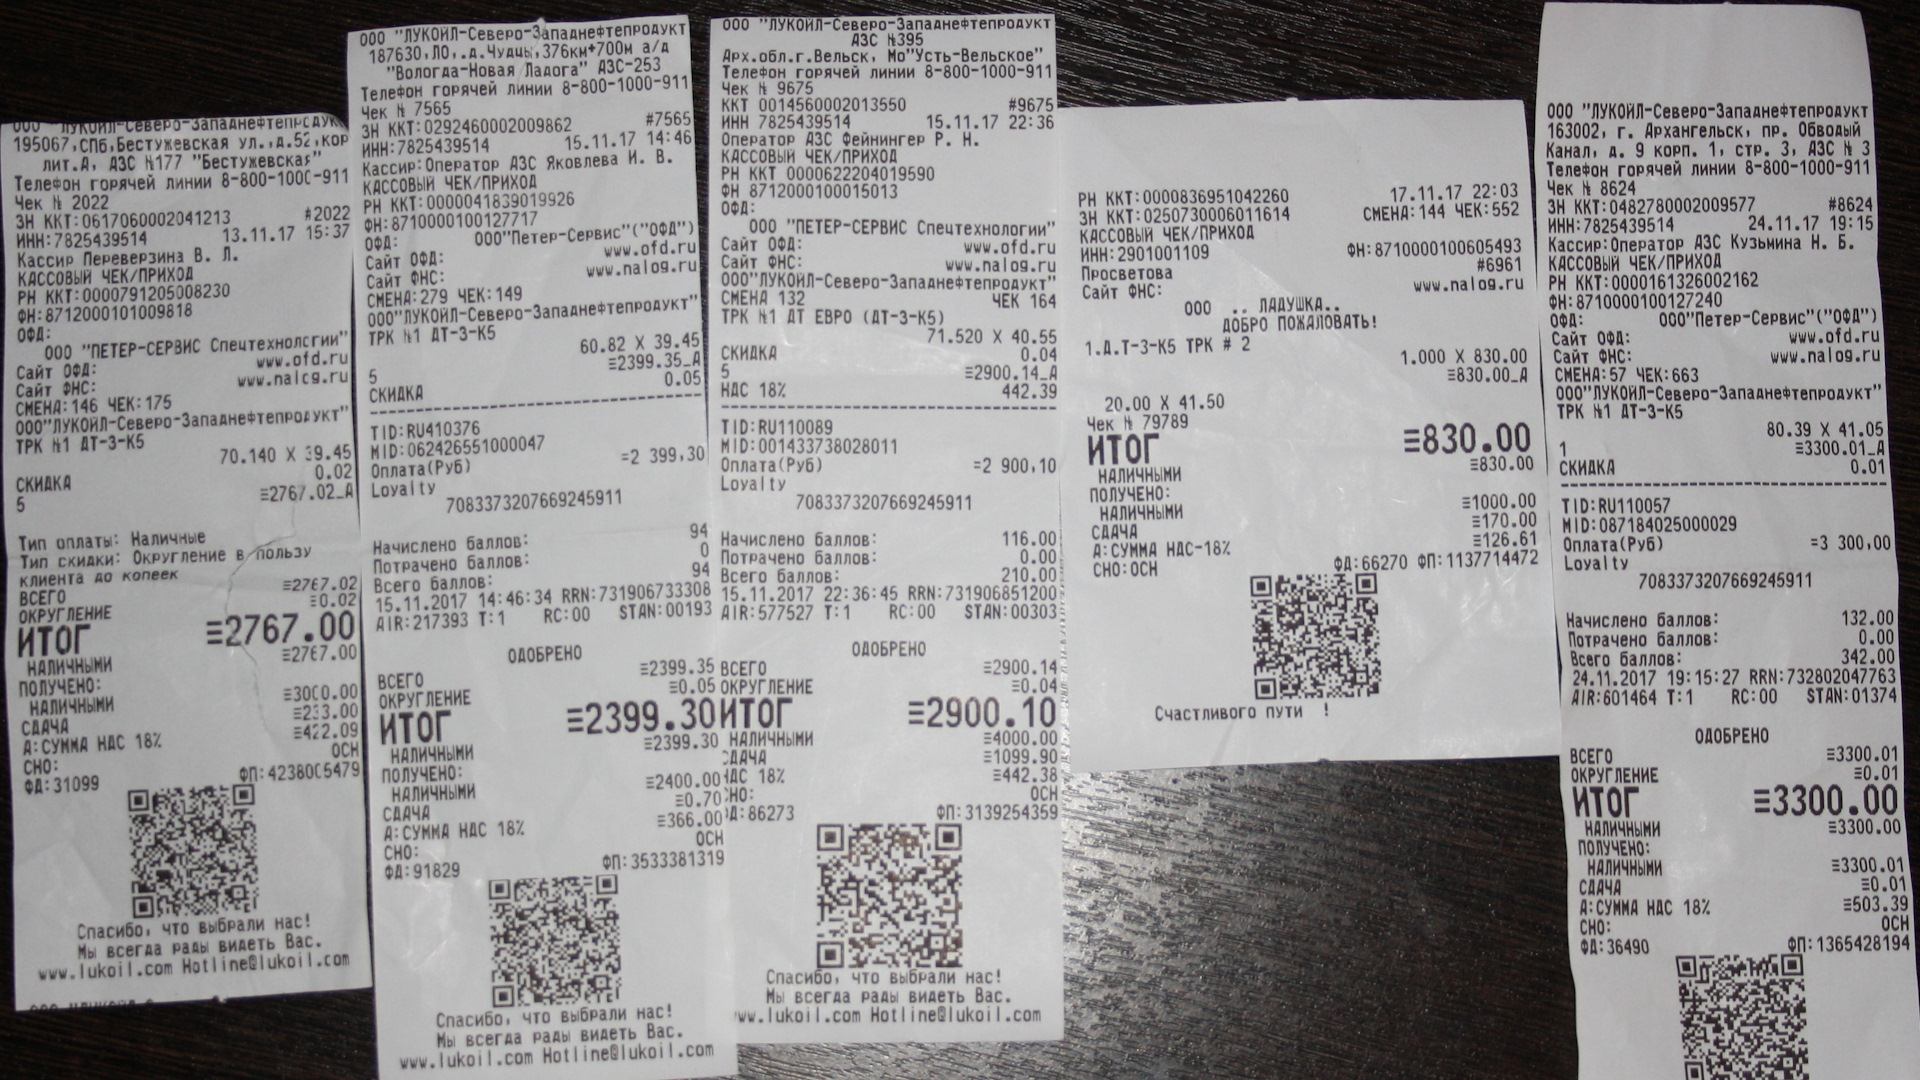 ООО "ЛУКОЙЛ-Северо-Западнефтепродук
195067,СПб,Бестужевская ул.,д.52,кор
лит.А, АЗС №177 "Бестужевская"
Телефон горячей линии 8-800-1000-911
Чек № 2022
ЗН ККТ:0617060002041213 #2022
ИНН:7825439514 13.11.17 15:37
Кассир Переверзина В. Л.
КАССОВЫЙ ЧЕК/ПРИХОД
РН ККТ:0000791205008230
ФН:8712000101009818
ОФД:
ООО "ПЕТЕР-СЕРВИС Спецтехнологии"
Сайт ОФД: www.ofd.ru
Сайт ФНС: www.nalog.ru
СМЕНА:146 ЧЕК:175
ООО"ЛУКОЙЛ-Северо-Западнефтепродукт"
ТРК №1 ДТ-З-К5
70.140 X 39.45
СКИДКА 0.02
5 ≡2767.02_А
Тип оплаты: Наличные
Тип скидки: Округление в пользу
клиента до копеек
ВСЕГО ≡2767.02
ОКРУГЛЕНИЕ ≡0.02
ИТОГ ≡2767.00
НАЛИЧНЫМИ ≡2767.00
ПОЛУЧЕНО:
НАЛИЧНЫМИ ≡3000.00
СДАЧА ≡233.00
А:СУММА НДС 18% ≡422.09
СНО: ОСН
ФД:31099 ФП:4238005479
Спасибо, что выбрали нас!
Мы всегда рады видеть Вас.
www.lukoil.com Hotline@lukoil.com
ООО "ЛУКОЙЛ-Северо-Западнефтепродукт
187630,ЛО,.д.Чудцы,376км+700м а/д
"Вологда-Новая Ладога" АЗС-253
Телефон горячей линии 8-800-1000-911
Чек № 7565
ЗН ККТ:0292460002009862 #7565
ИНН:7825439514 15.11.17 14:46
Кассир:Оператор АЗС Яковлева И. В.
КАССОВЫЙ ЧЕК/ПРИХОД
РН ККТ:0000041839019926
ФН:8710000100127717
ОФД: ООО"Петер-Сервис"("ОФД")
Сайт ОФД: www.ofd.ru
Сайт ФНС: www.nalog.ru
СМЕНА:279 ЧЕК:149
ООО"ЛУКОЙЛ-Северо-Западнефтепродукт"
ТРК №1 ДТ-З-К5
60.82 X 39.45
5 ≡2399.35_А
СКИДКА 0.05
TID:RU410376
MID:062426551000047
Оплата(Руб) =2 399,30
Loyalty
7083373207669245911
Начислено баллов: 94
Потрачено баллов: 0
Всего баллов: 94
15.11.2017 14:46:34 RRN:731906733308
AIR:217393 T:1 RC:00 STAN:00193
ОДОБРЕНО
ВСЕГО ≡2399.35
ОКРУГЛЕНИЕ ≡0.05
ИТОГ ≡2399.30
НАЛИЧНЫМИ ≡2399.30
ПОЛУЧЕНО:
НАЛИЧНЫМИ ≡2400.00
СДАЧА ≡0.70
А:СУММА НДС 18% ≡366.00
СНО: ОСН
ФД:91829 ФП:3533381319
Спасибо, что выбрали нас!
Мы всегда рады видеть Вас.
www.lukoil.com Hotline@lukoil.com
ООО "ЛУКОЙЛ-Северо-Западнефтепродукт
АЗС №395
Арх.обл.г.Вельск, Мо"Усть-Вельское"
Телефон горячей линии 8-800-1000-911
Чек № 9675
ККТ 0014560002013550 #9675
ИНН 7825439514 15.11.17 22:36
Оператор АЗС Фейнингер Р. Н.
КАССОВЫЙ ЧЕК/ПРИХОД
РН ККТ 0000622204019590
ФН 8712000100015013
ОФД:
ООО "ПЕТЕР-СЕРВИС Спецтехнологии"
Сайт ОФД: www.ofd.ru
Сайт ФНС: www.nalog.ru
ООО"ЛУКОЙЛ-Северо-Западнефтепродукт"
СМЕНА 132 ЧЕК 164
ТРК №1 ДТ ЕВРО (ДТ-З-К5)
71.520 X 40.55
СКИДКА 0.04
5 ≡2900.14_А
НДС 18% 442.39
TID:RU110089
MID:001433738028011
Оплата(Руб) =2 900,10
Loyalty
7083373207669245911
Начислено баллов: 116.00
Потрачено баллов: 0.00
Всего баллов: 210.00
15.11.2017 22:36:45 RRN:731906851200
AIR:577527 T:1 RC:00 STAN:00303
ОДОБРЕНО
ВСЕГО ≡2900.14
ОКРУГЛЕНИЕ ≡0.04
ИТОГ ≡2900.10
НАЛИЧНЫМИ ≡4000.00
СДАЧА ≡1099.90
НДС 18% ≡442.38
СНО: ОСН
Д:86273 ФП:3139254359
Спасибо, что выбрали нас!
Мы всегда рады видеть Вас.
www.lukoil.com Hotline@lukoil.com
РН ККТ:0000836951042260 17.11.17 22:03
ЗН ККТ:0250730006011614 СМЕНА:144 ЧЕК:552
КАССОВЫЙ ЧЕК/ПРИХОД
ИНН:2901001109 ФН:8710000100605493
Просветова #6961
Сайт ФНС: www.nalog.ru
ООО .. ЛАДУШКА..
ДОБРО ПОЖАЛОВАТЬ!
1.Д.Т-З-К5 ТРК # 2
1.000 X 830.00
≡830.00_А
20.00 X 41.50
Чек № 79789
ИТОГ ≡830.00
НАЛИЧНЫМИ ≡830.00
ПОЛУЧЕНО:
НАЛИЧНЫМИ ≡1000.00
СДАЧА ≡170.00
А:СУММА НДС-18% ≡126.61
СНО:ОСН ФД:66270 ФП:1137714472
Счастливого пути !
ООО "ЛУКОЙЛ-Северо-Западнефтепродукт
163002, г. Архангельск, пр. Обводый
Канал, д. 9 корп. 1, стр. 3, АЗС № 3
Телефон горячей линии 8-800-1000-911
Чек № 8624
ЗН ККТ:0482780002009577 #8624
ИНН:7825439514 24.11.17 19:15
Кассир:Оператор АЗС Кузьмина Н. Б.
КАССОВЫЙ ЧЕК/ПРИХОД
РН ККТ:0000161326002162
ФН:8710000100127240
ОФД: ООО"Петер-Сервис"("ОФД")
Сайт ОФД: www.ofd.ru
Сайт ФНС: www.nalog.ru
СМЕНА:57 ЧЕК:663
ООО"ЛУКОЙЛ-Северо-Западнефтепродукт"
ТРК №1 ДТ-З-К5
80.39 X 41.05
1 ≡3300.01_А
СКИДКА 0.01
TID:RU110057
MID:087184025000029
Оплата(Руб) =3 300,00
Loyalty
7083373207669245911
Начислено баллов: 132.00
Потрачено баллов: 0.00
Всего баллов: 342.00
24.11.2017 19:15:27 RRN:732802047763
AIR:601464 T:1 RC:00 STAN:01374
ОДОБРЕНО
ВСЕГО ≡3300.01
ОКРУГЛЕНИЕ ≡0.01
ИТОГ ≡3300.00
НАЛИЧНЫМИ ≡3300.00
ПОЛУЧЕНО:
НАЛИЧНЫМИ ≡3300.01
СДАЧА ≡0.01
А:СУММА НДС 18% ≡503.39
СНО: ОСН
ФД:36490 ФП:1365428194